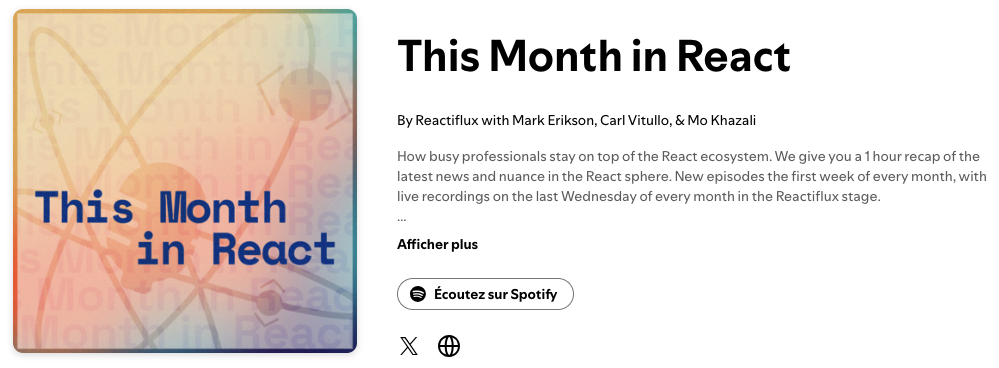 This Month
in React
This Month in React
By Reactiflux with Mark Erikson, Carl Vitullo, & Mo Khazali
How busy professionals stay on top of the React ecosystem. We give you a 1 hour recap of the
latest news and nuance in the React sphere. New episodes the first week of every month, with
live recordings on the last Wednesday of every month in the Reactiflux stage.
...
Afficher plus
Écoutez sur Spotify